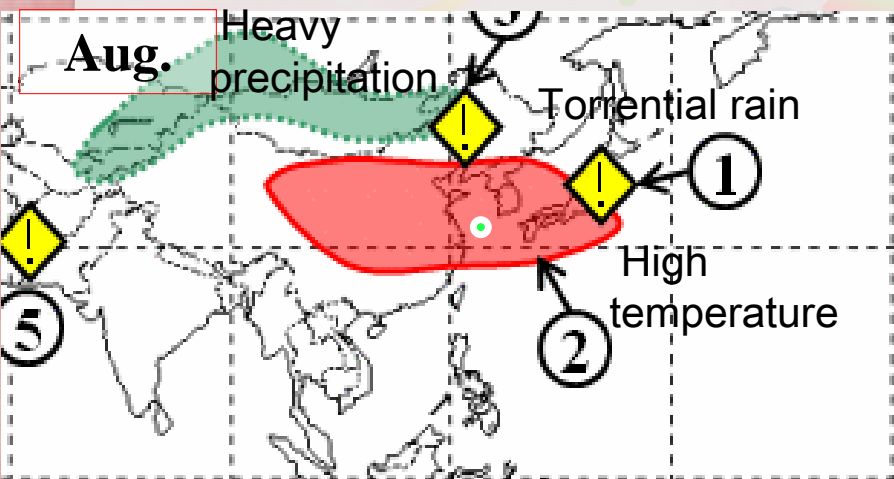 Heavy
Aug.
precipitation
Torrential rain
1
High
temperature
2
5
!
!
!